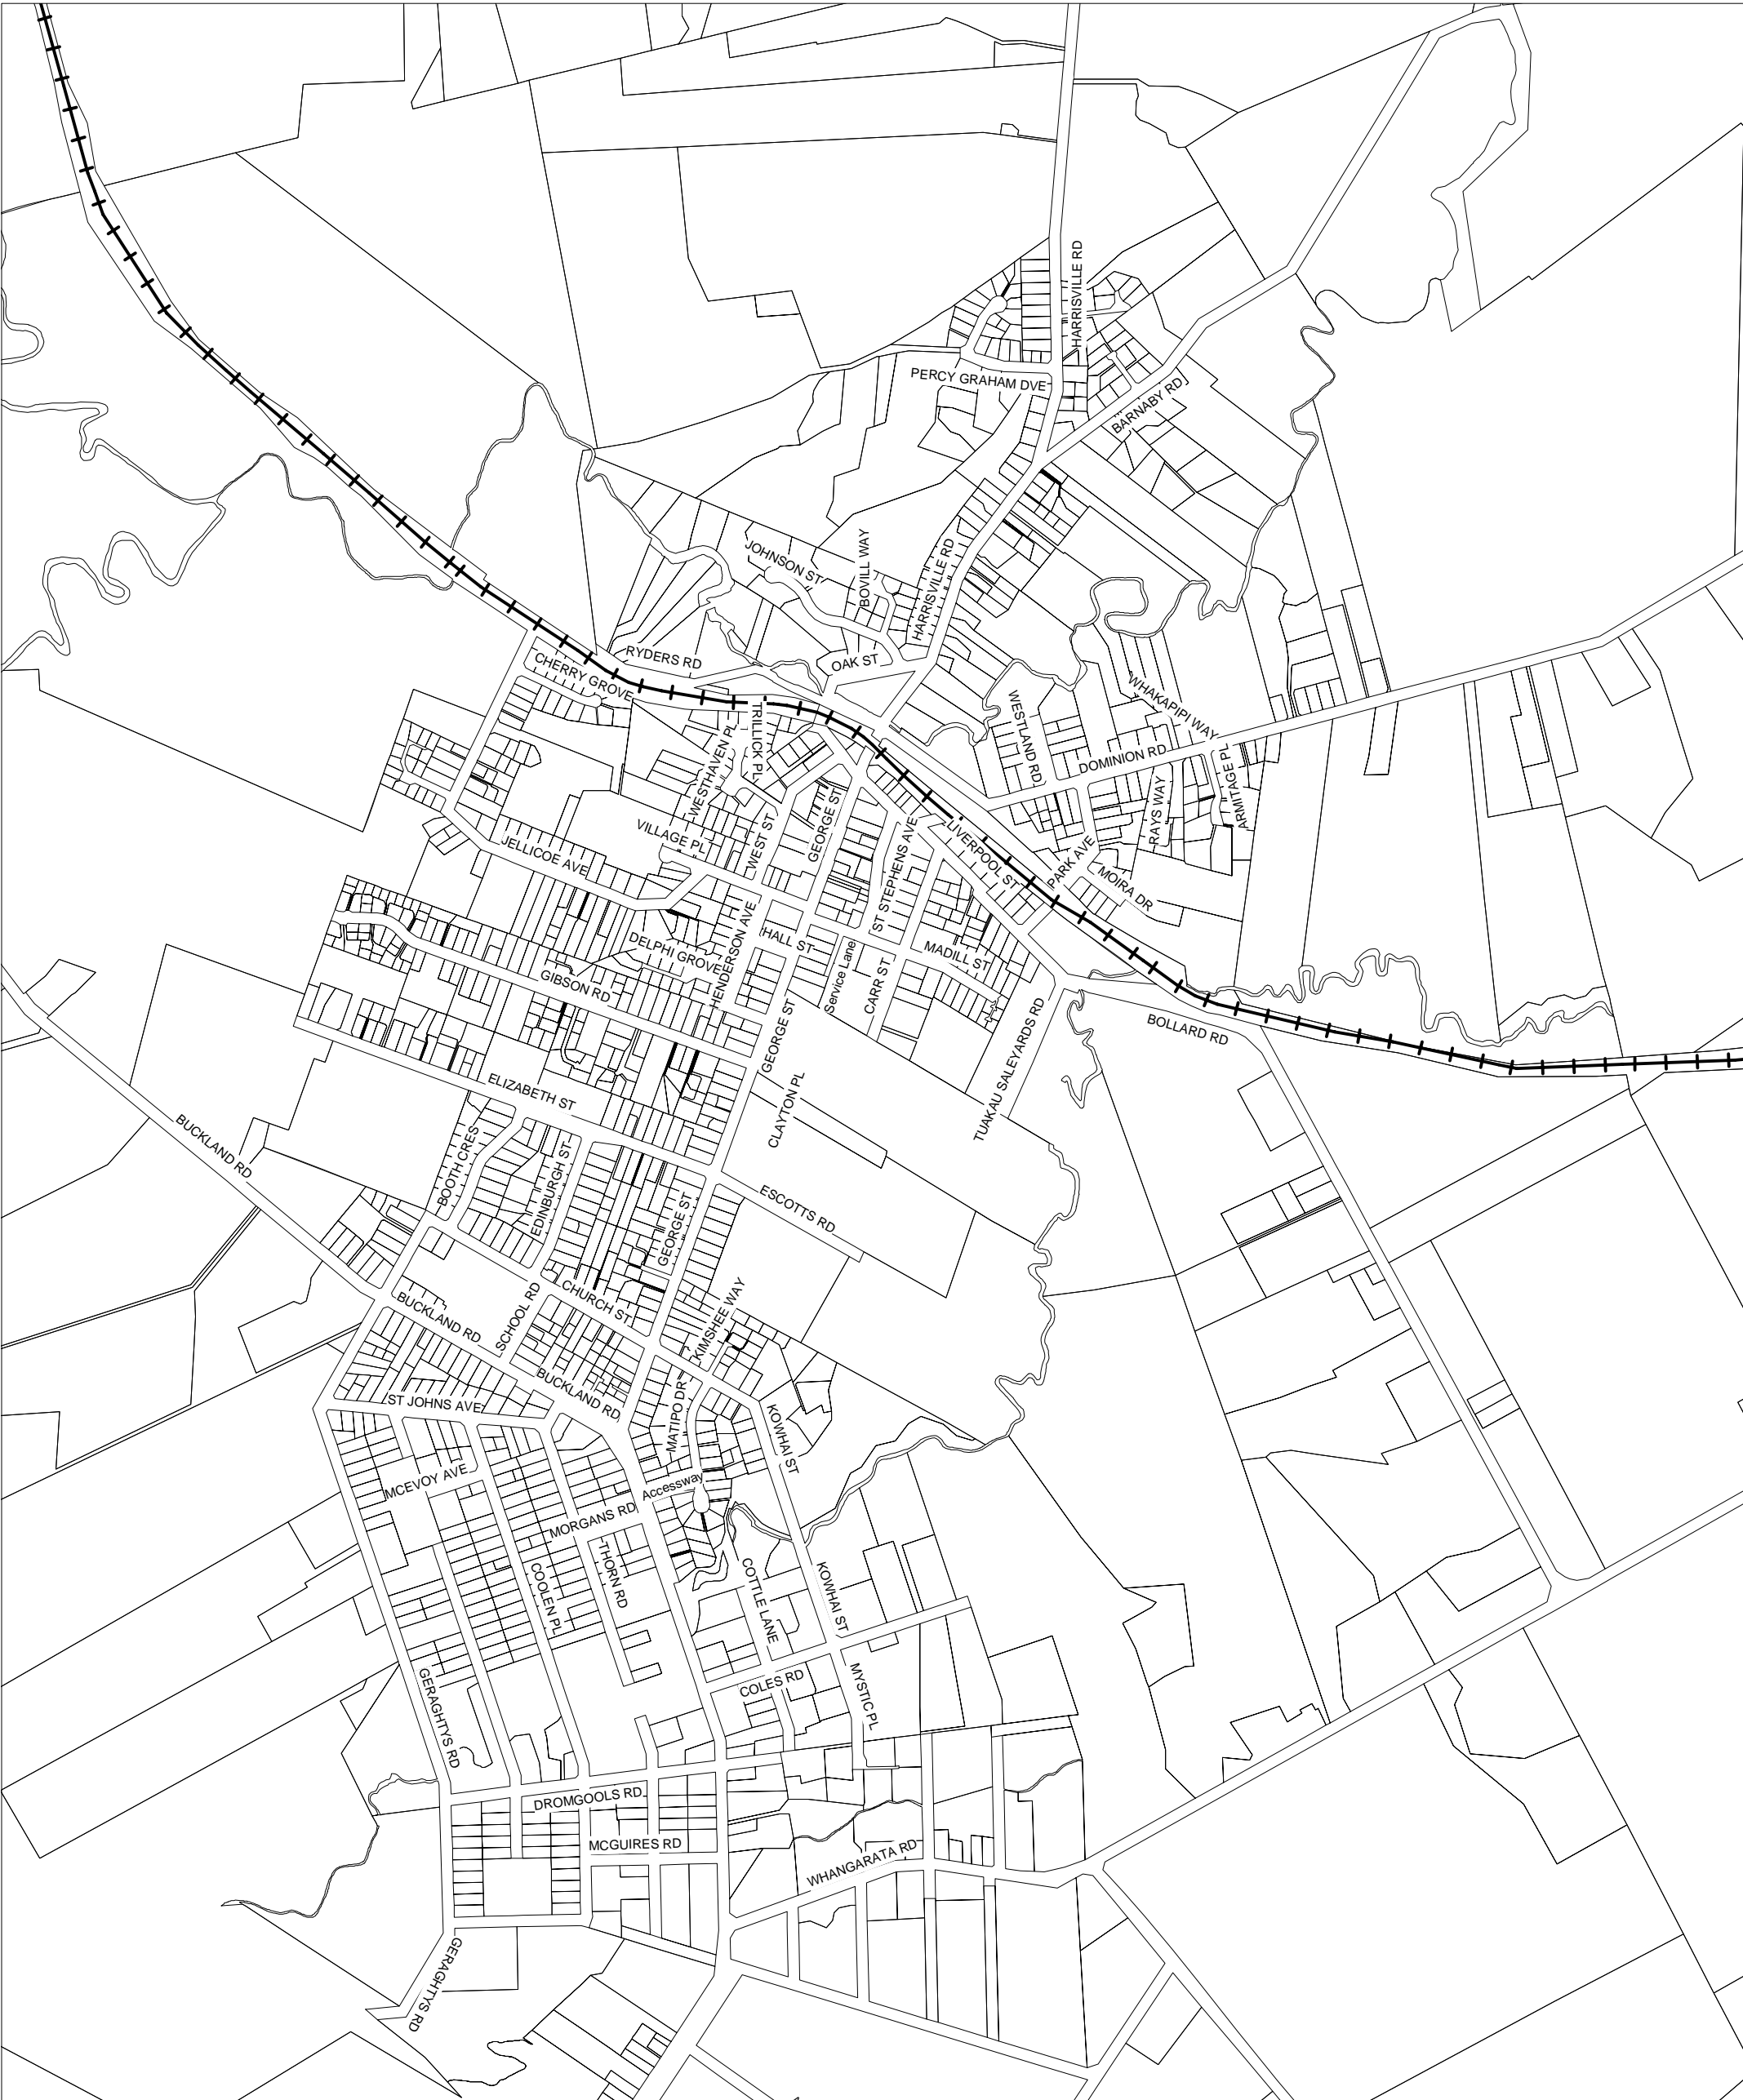 HARRISVILLE RD
PERCY GRAHAM DVE
BARNABY RD
JOHNSON ST
BOVILL WAY
HARRISVILLE RD
RYDERS RD
OAK ST
CHERRY GROVE
WHAKAPIPI WAY
WESTLAND RD
TRILLICK PL
WESTHAVEN PL
DOMINION RD
ARMITAGE PL
RAYS WAY
GEORGE ST
VILLAGE PL
WEST ST
JELLICOE AVE
ST STEPHENS AVE
LIVERPOOL ST
PARK AVE
MOIRA DR
HENDERSON AVE
HALL ST
DELPHI GROVE
MADILL ST
GIBSON RD
Service Lane
CARR ST
GEORGE ST
TUAKAU SALEYARDS RD
BOLLARD RD
ELIZABETH ST
CLAYTON PL
BUCKLAND RD
BOOTH CRES
EDINBURGH ST
GEORGE ST
ESCOTTS RD
SCHOOL RD
CHURCH ST
BUCKLAND RD
KIMSHEE WAY
BUCKLAND RD
ST JOHNS AVE
MATIPO DR
KOWHAI ST
MCEVOY AVE
Accessway
MORGANS RD
COOLEN PL
THORN RD
COTTLE LANE
KOWHAI ST
GERAGHTYS RD
COLES RD
MYSTIC PL
DROMGOOLS RD
MCGUIRES RD
WHANGARATA RD
GERAGHTYS RD